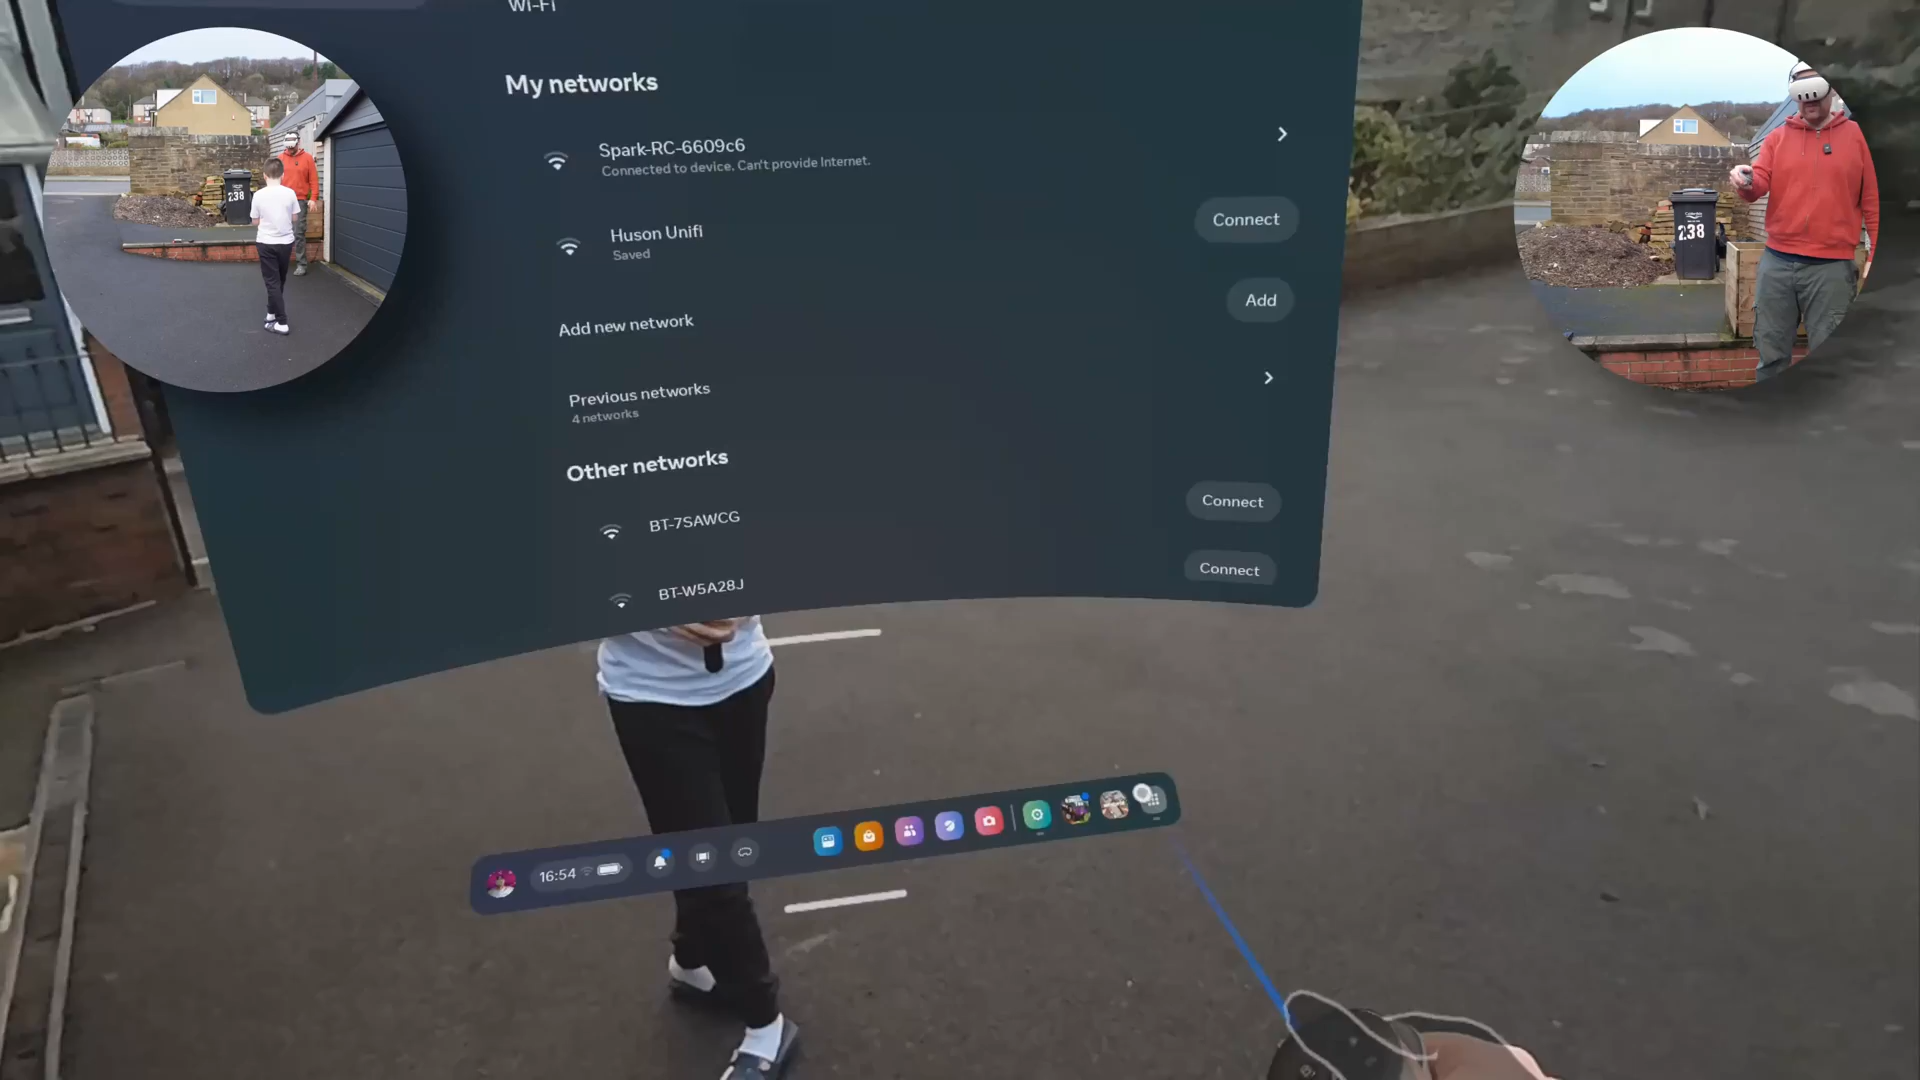 Wi-Fi
My networks
Spark-RC-6609c6
Connected to device. Can't provide Internet.
Huson Unifi
Saved
Connect
Add new network
Add
Previous networks
4 networks
Other networks
BT-7SAWCG
Connect
BT-W5A28J
Connect
16:54
238
238